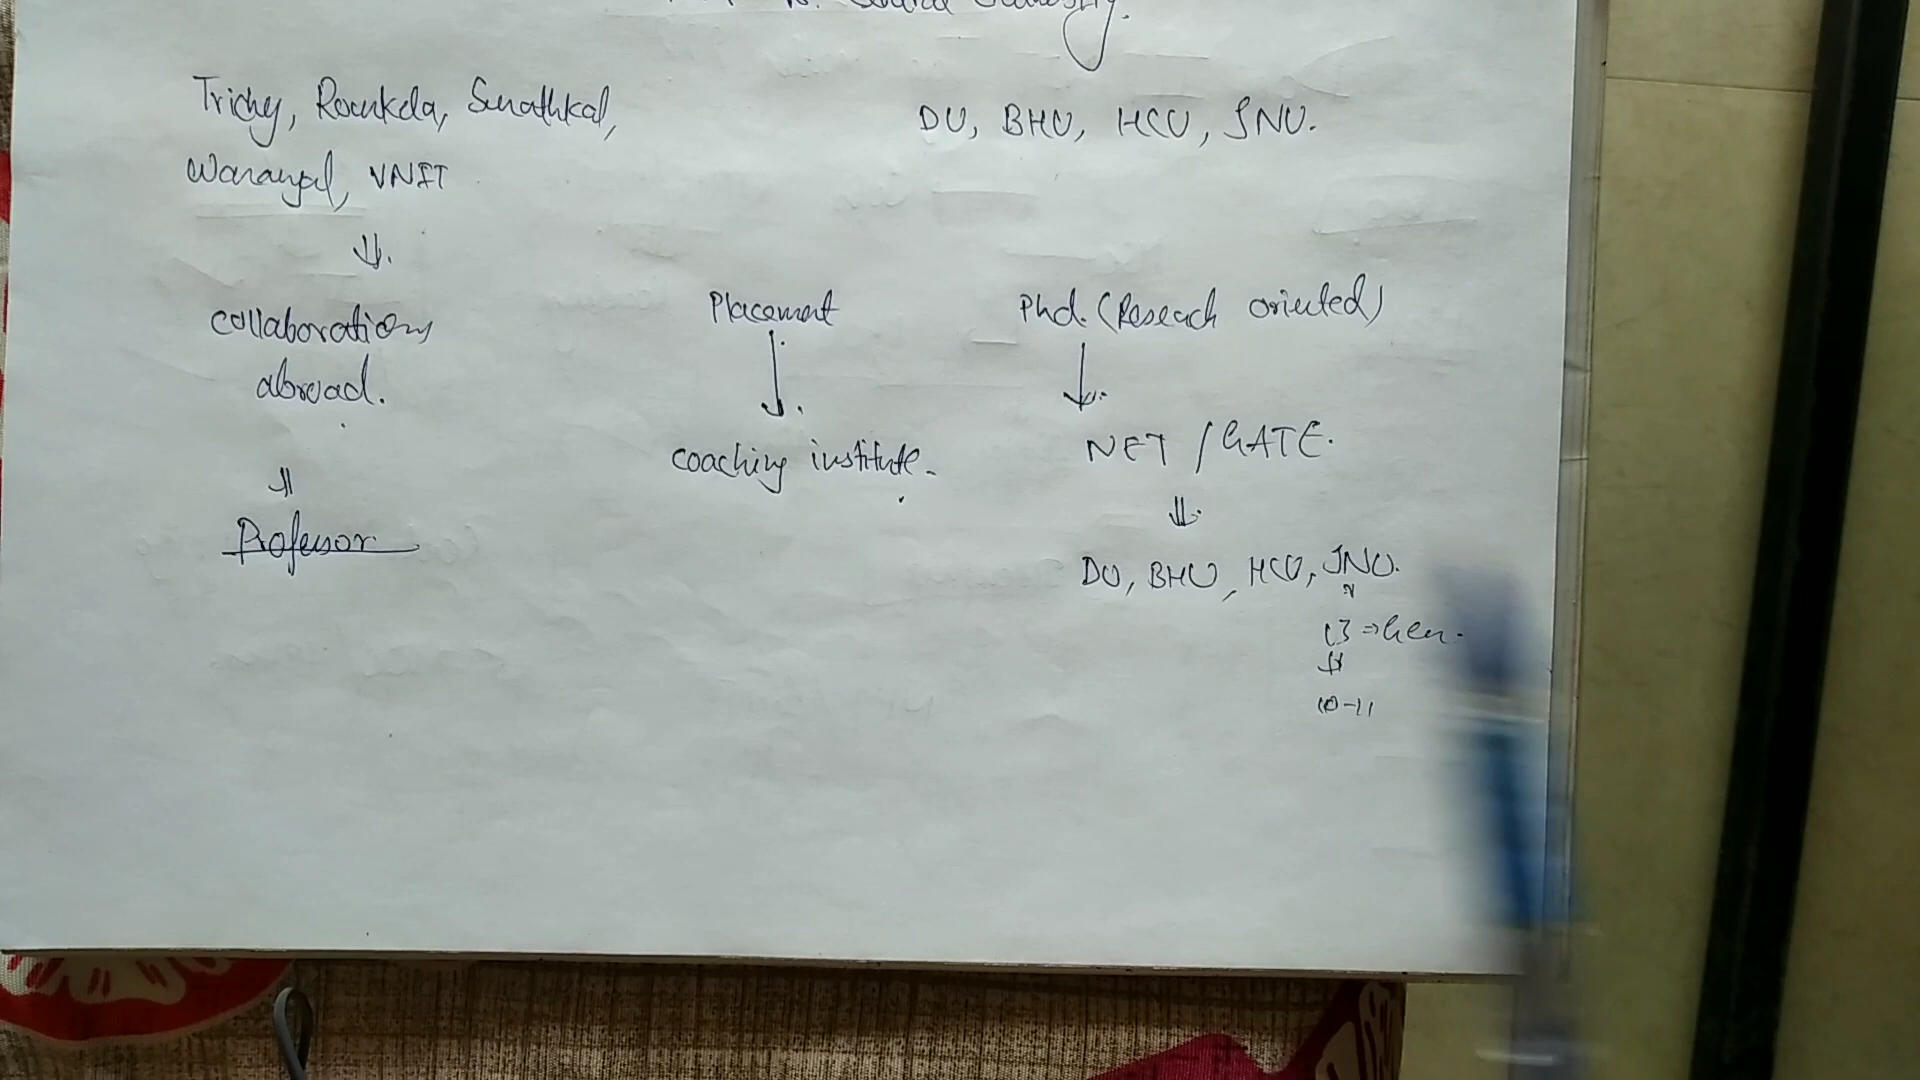 Trichy, Rourkela, Surathkal,
DU, BHU, HCU, JNU.
Warangal, VNIT
collaborations
abroad.
Professor
Placement
coaching institute.
Phd. (Reseach oriented)
NET / GATE.
DU, BHU, HCU, JNU.
13 => Gen.
10-11